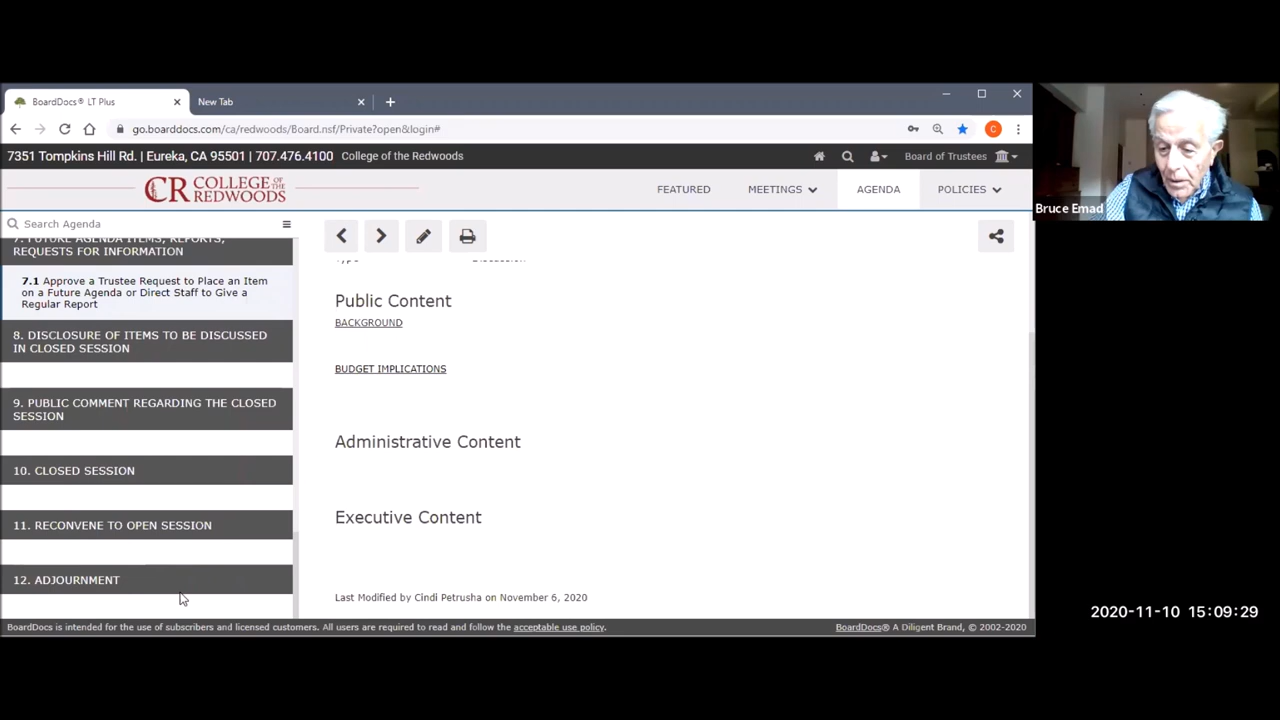 BoardDocs® LT Plus
New Tab
go.boarddocs.com/ca/redwoods/Board.nsf/Private?open&login#
C
7351 Tompkins Hill Rd. | Eureka, CA 95501 | 707.476.4100 College of the Redwoods
Board of Trustees
CR COLLEGE OF THE REDWOODS
FEATURED MEETINGS AGENDA POLICIES
Search Agenda
7. FUTURE AGENDA ITEMS, REPORTS,
REQUESTS FOR INFORMATION
7.1 Approve a Trustee Request to Place an Item
on a Future Agenda or Direct Staff to Give a
Regular Report
8. DISCLOSURE OF ITEMS TO BE DISCUSSED
IN CLOSED SESSION
9. PUBLIC COMMENT REGARDING THE CLOSED
SESSION
10. CLOSED SESSION
11. RECONVENE TO OPEN SESSION
12. ADJOURNMENT
Public Content
BACKGROUND
BUDGET IMPLICATIONS
Administrative Content
Executive Content
Last Modified by Cindi Petrusha on November 6, 2020
BoardDocs is intended for the use of subscribers and licensed customers. All users are required to read and follow the acceptable use policy.
BoardDocs® A Diligent Brand, © 2002-2020
Bruce Emad
2020-11-10 15:09:29